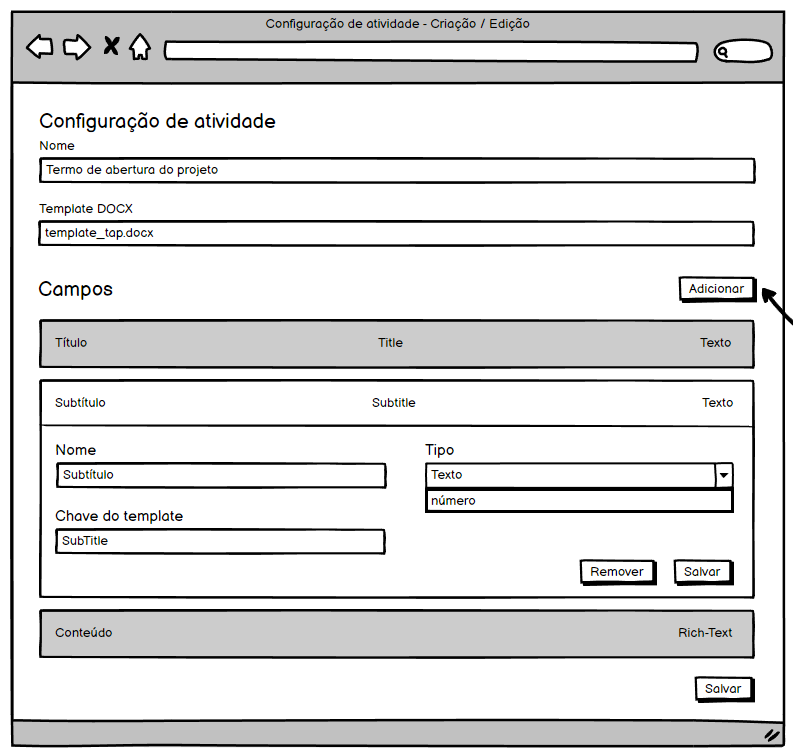 Configuração de atividade - Criação / Edição
Configuração de atividade
Nome
Termo de abertura do projeto
Template DOCX
template_tap.docx
Campos
Adicionar
Título Title Texto
Subtítulo Subtitle Texto
Nome Tipo
Subtítulo Texto
número
Chave do template
SubTitle
Remover Salvar
Conteúdo Rich-Text
Salvar